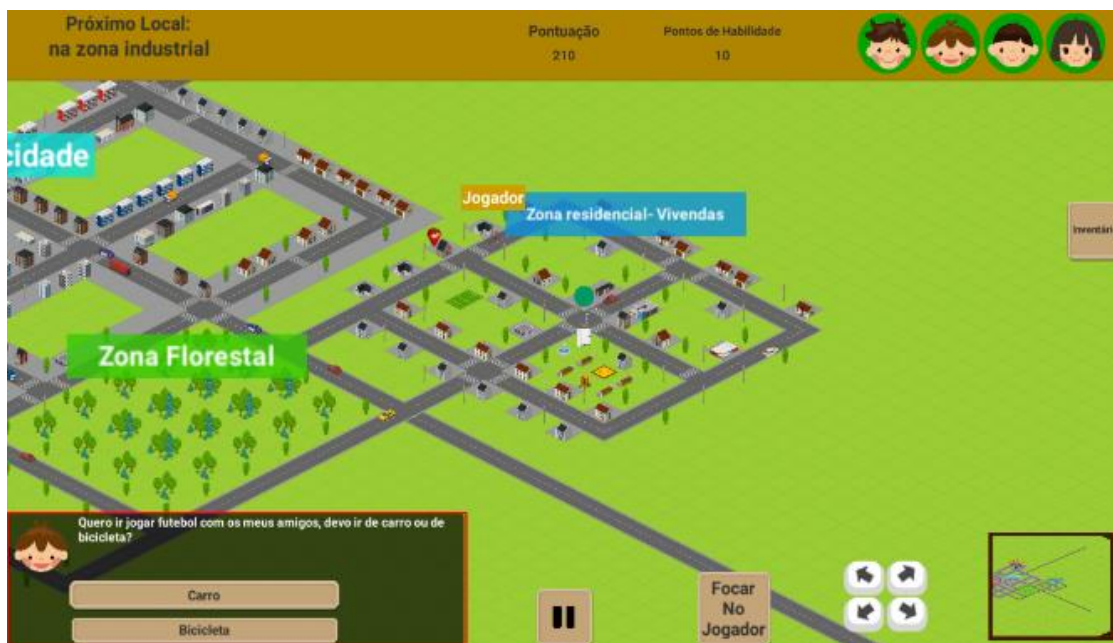 Próximo Local:
na zona industrial
Pontuação
210
Pontos de Habilidade
10
cidade
Jogador
Zona residencial- Vivendas
Inventári
Zona Florestal
Quero ir jogar futebol com os meus amigos, devo ir de carro ou de
bicicleta?
Carro
Bicicleta
Focar
No
Jogador